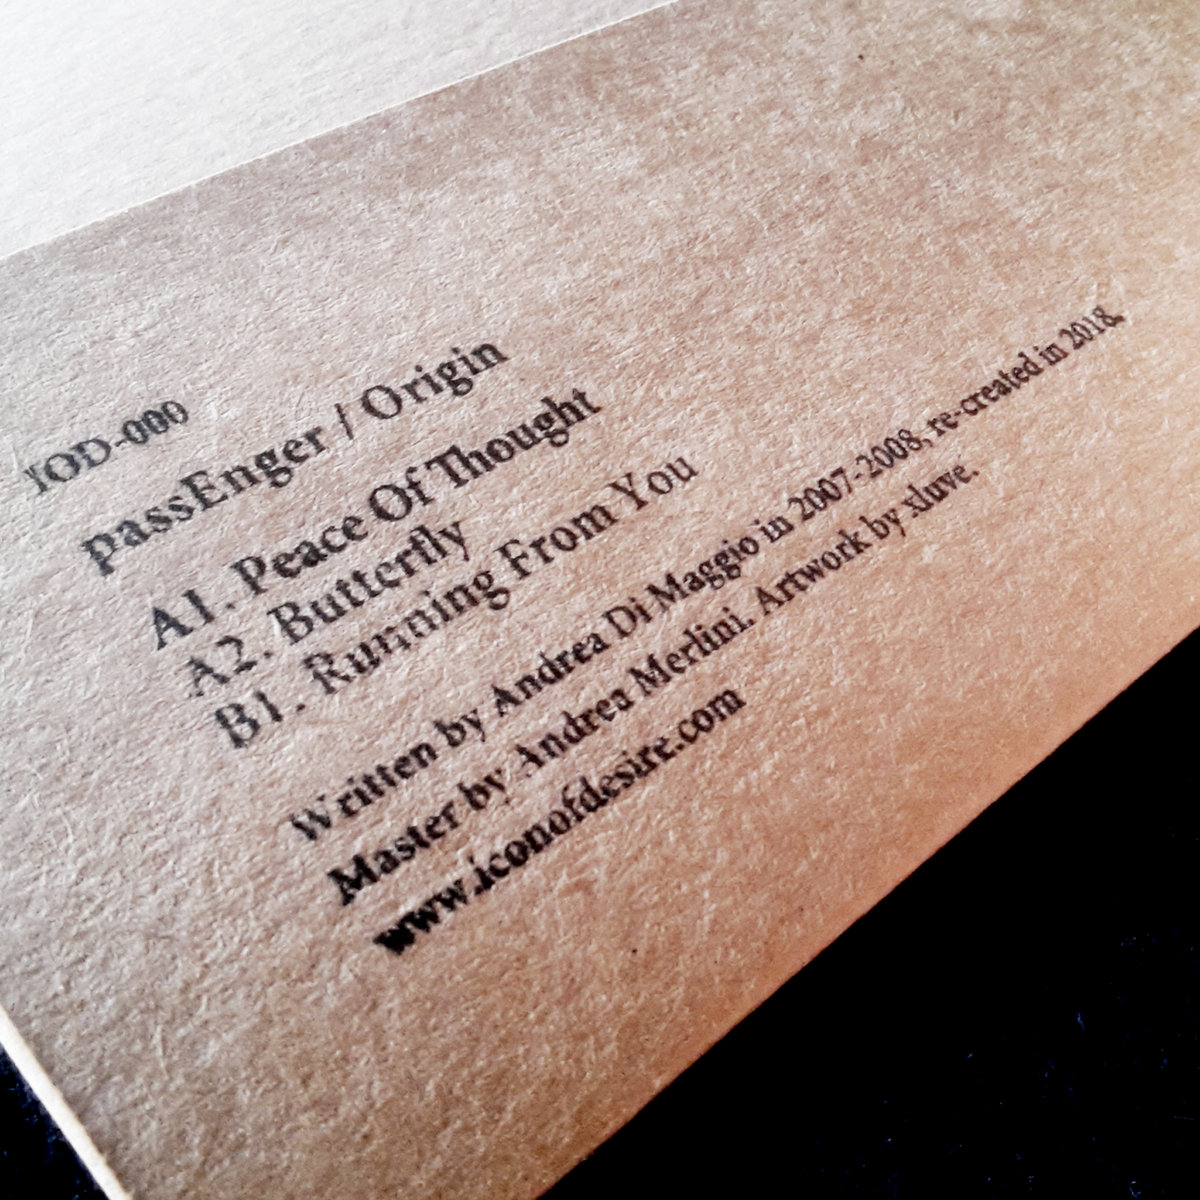 IOD-000
passEnger / Origin
A1. Peace Of Thought
A2. Butterfly
B1. Running From You
Written by Andrea Di Maggio in 2007-2008, re-created in 2018.
Master by Andrea Merlini. Artwork by xluve.
www.iconofdesire.com